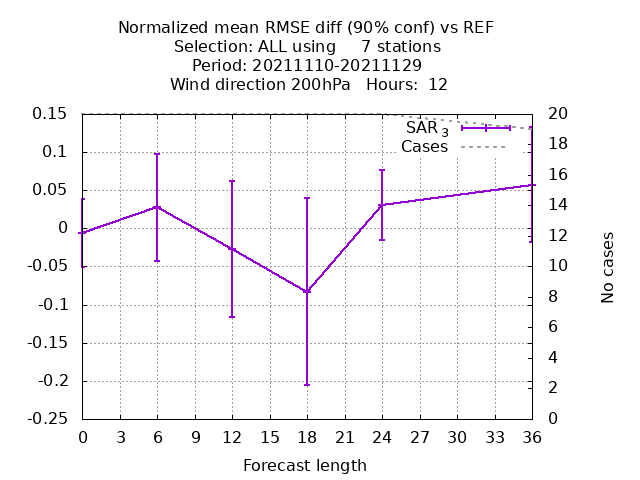 Normalized mean RMSE diff (90% conf) vs REF
Selection: ALL using     7 stations
Period: 20211110-20211129
Wind direction 200hPa   Hours:  12
0.15
0.1
0.05
0
-0.05
-0.1
-0.15
-0.2
-0.25
SAR 3
Cases
20
18
16
14
12
10
8
6
4
2
0
No cases
0 3 6 9 12 15 18 21 24 27 30 33 36
Forecast length